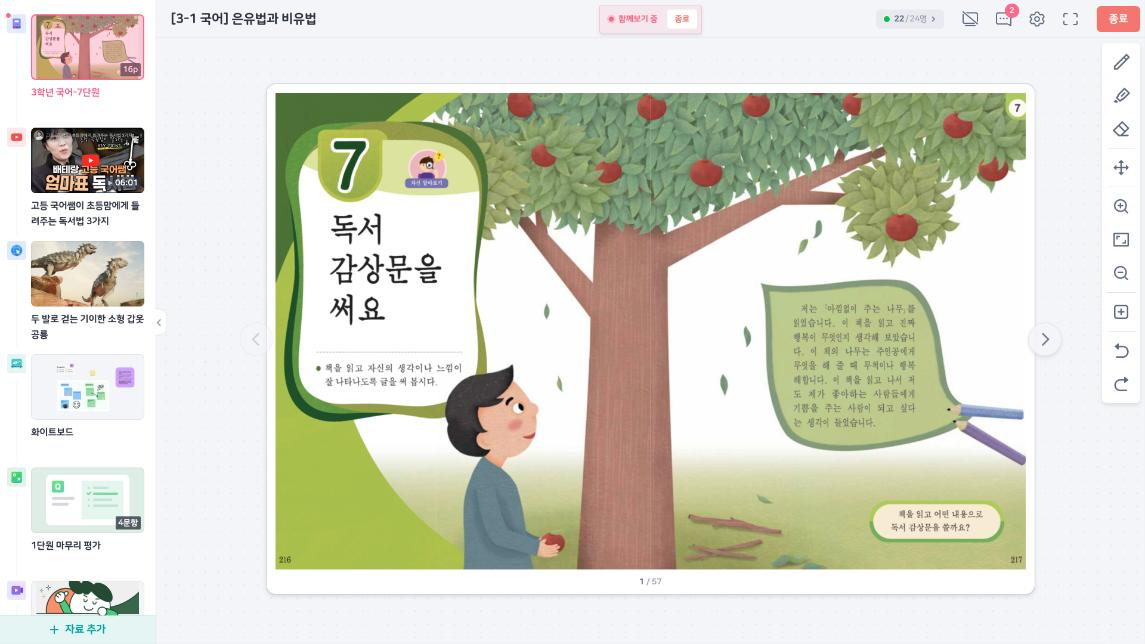 [3-1 국어] 은유법과 비유법
함께보기 중
종료
22/24명
2
종료
16p
3학년 국어-7단원
배테랑 고등 국어쌤
엄마표 독
06:01
고등 국어쌤이 초등맘에게 들
려주는 독서법 3가지
두 발로 걷는 기이한 소형 갑옷
공룡
화이트보드
Q
4문항
1단원 마무리 평가
자료 추가
7
7
독서
감상문을
써요
책을 읽고 자신의 생각이나 느낌이
잘 나타나도록 글을 써 봅시다.
저는 「아낌없이 주는 나무」를
읽었습니다. 이 책을 읽고 진짜
행복이 무엇인지 생각해 보았습니
다. 이 책의 나무는 주인공에게
무엇을 해 줄 때 무척이나 행복
해합니다. 이 책을 읽고 나서 저
도 제가 좋아하는 사람들에게
기쁨을 주는 사람이 되고 싶다
는 생각이 들었습니다.
책을 읽고 어떤 내용으로
독서 감상문을 쓸까요?
216
217
1 / 57